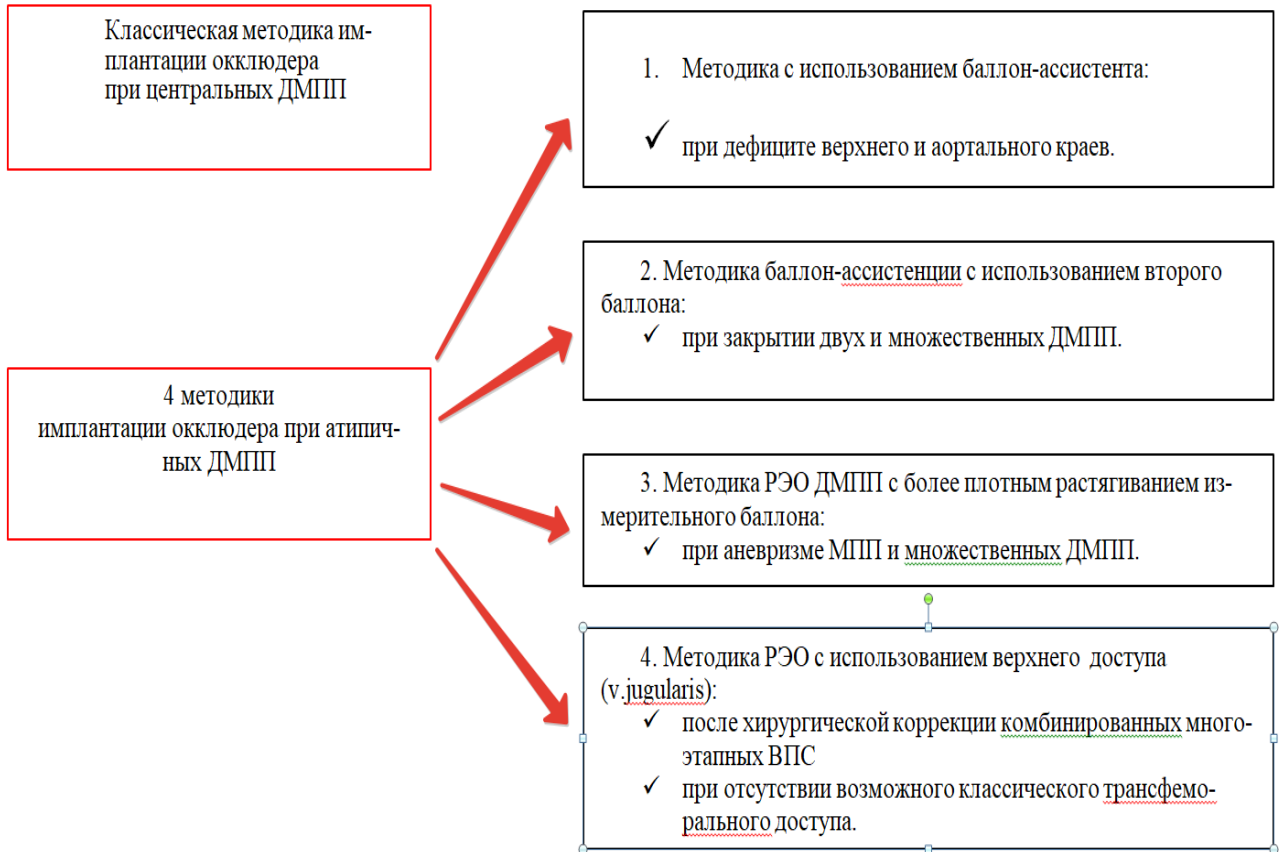 Классическая методика им-
плантации окклюдера
при центральных ДМПП
4 методики
имплантации окклюдера при атипич-
ных ДМПП
1. Методика с использованием баллон-ассистента:
✓ при дефиците верхнего и аортального краев.
2. Методика баллон-ассистенции с использованием второго
баллона:
✓ при закрытии двух и множественных ДМПП.
3. Методика РЭО ДМПП с более плотным растягиванием из-
мерительного баллона:
✓ при аневризме МПП и множественных ДМПП.
4. Методика РЭО с использованием верхнего доступа
(v.jugularis):
✓ после хирургической коррекции комбинированных много-
этапных ВПС
✓ при отсутствии возможного классического трансфемо-
рального доступа.